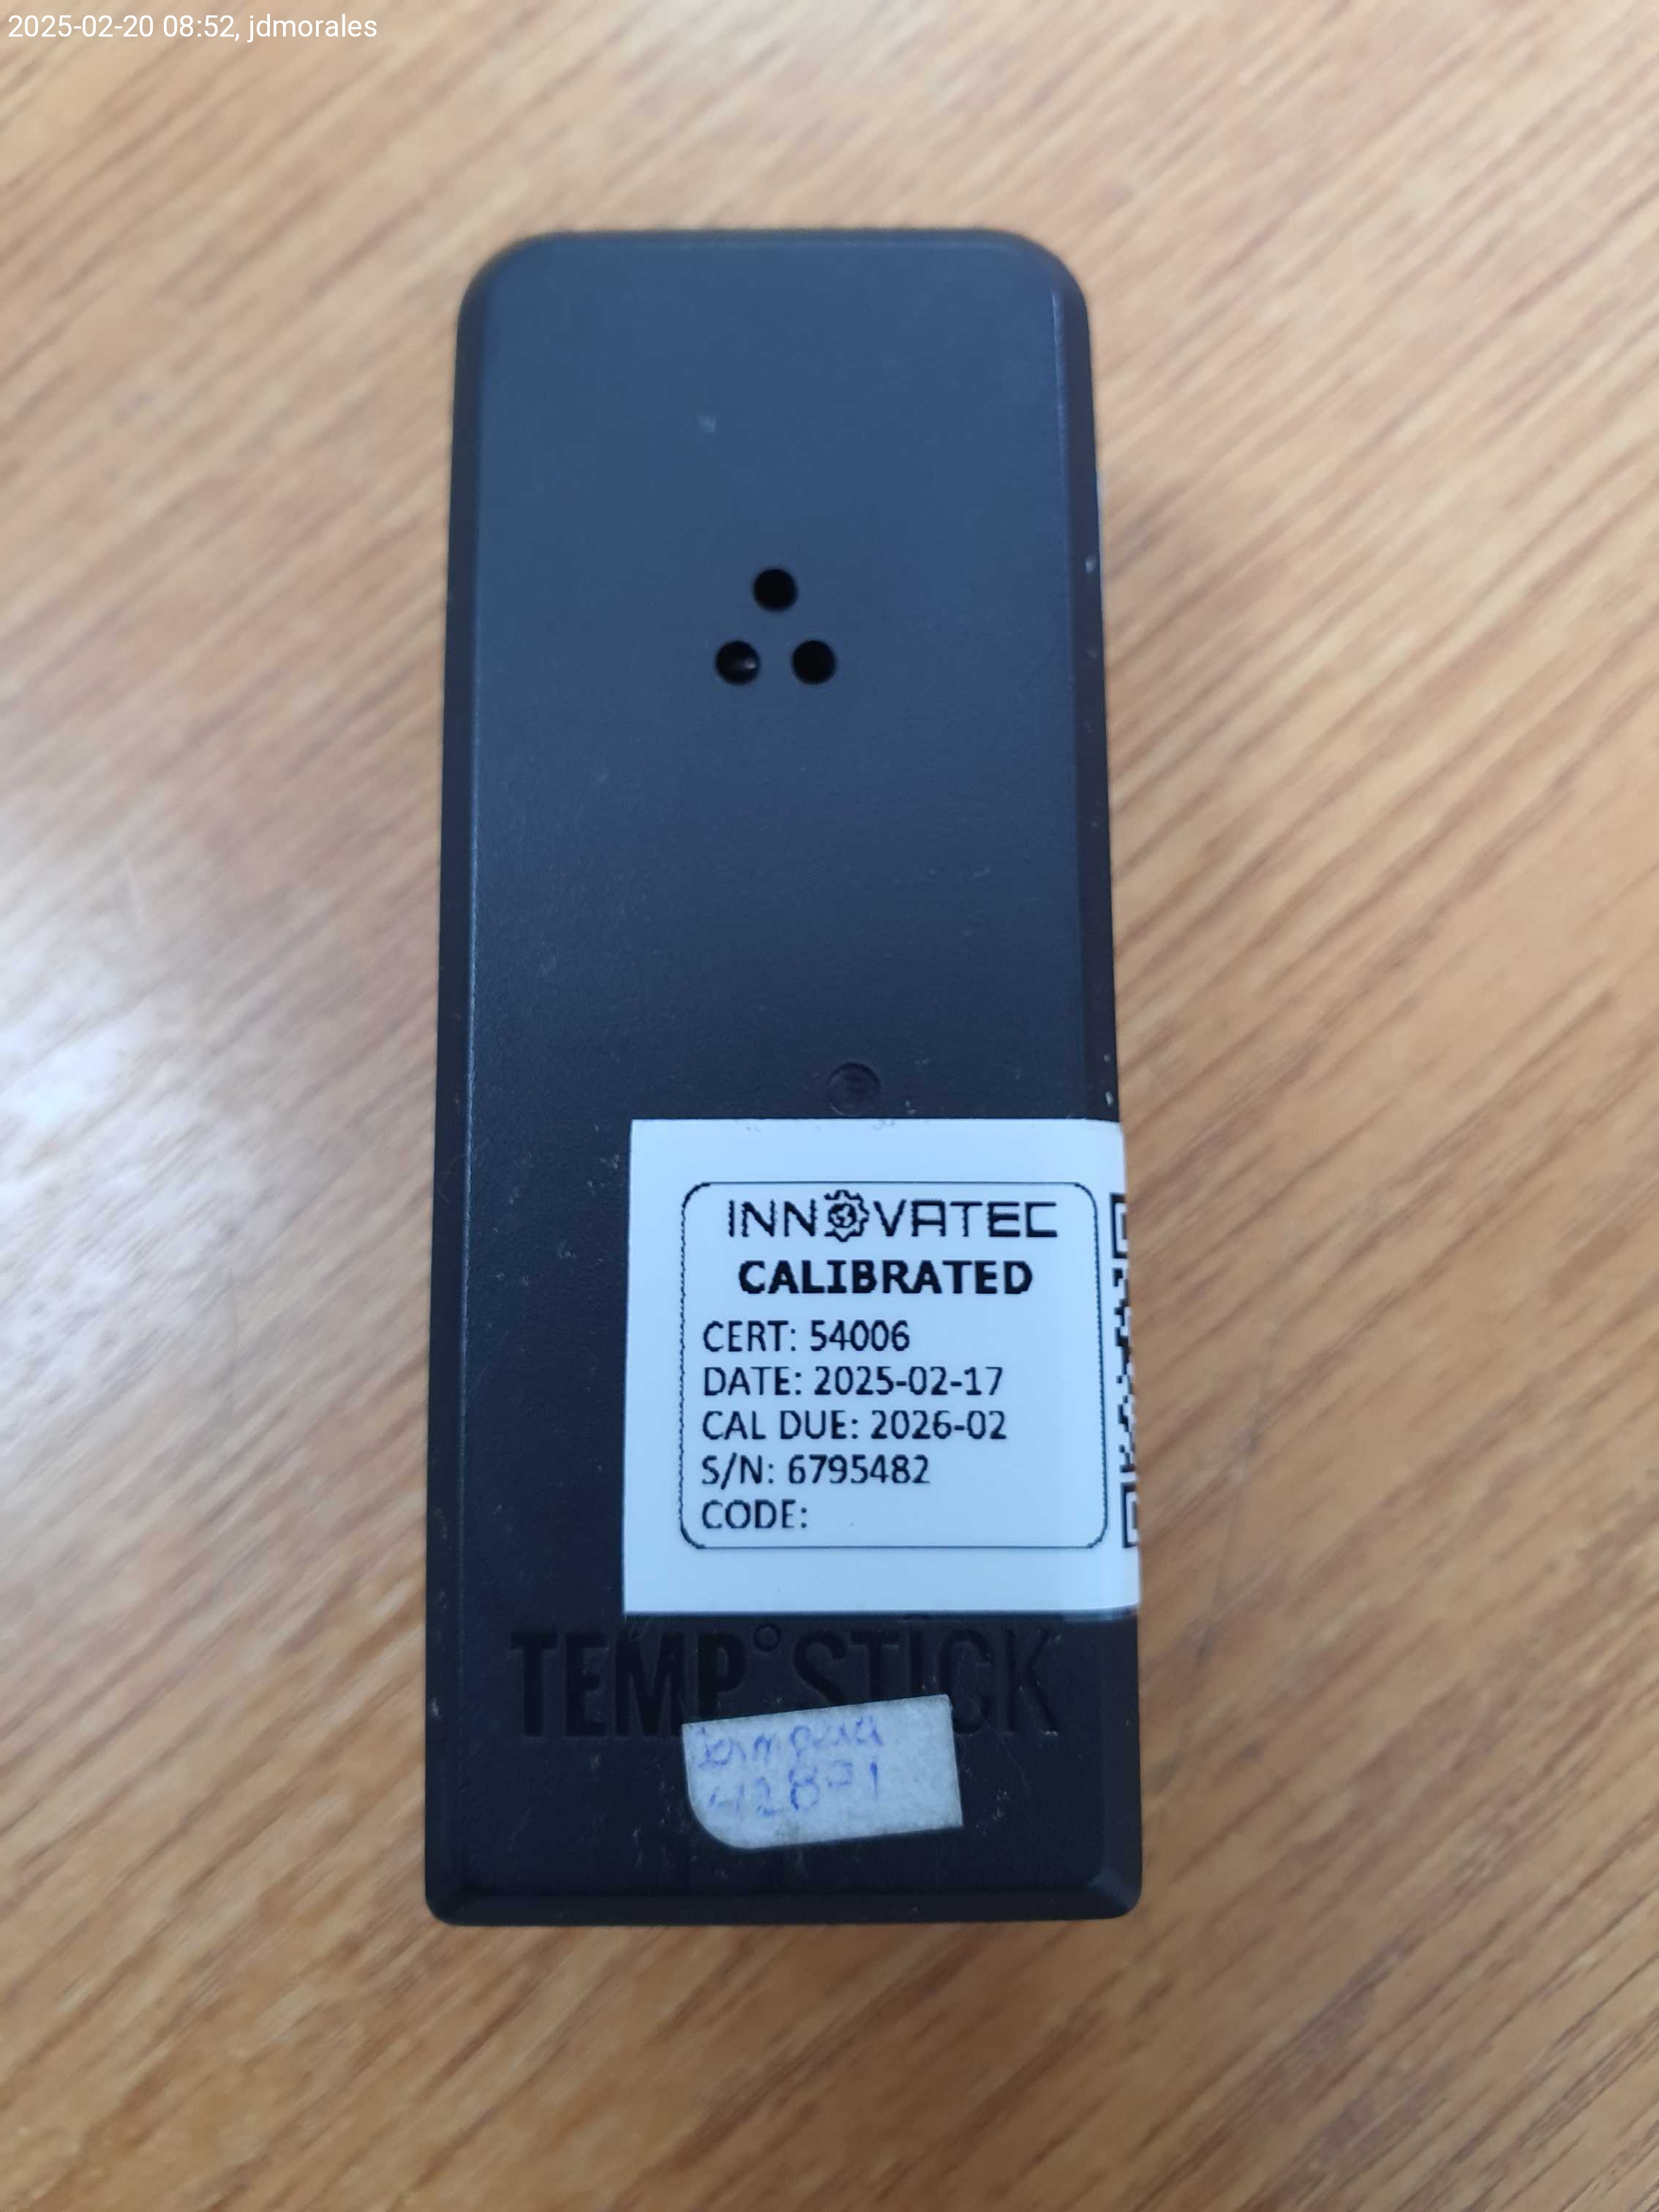 2025-02-20 08:52, jdmorales
INNOVATEC
CALIBRATED
CERT: 54006
DATE: 2025-02-17
CAL DUE: 2026-02
S/N: 6795482
CODE:
TEMP°STICK